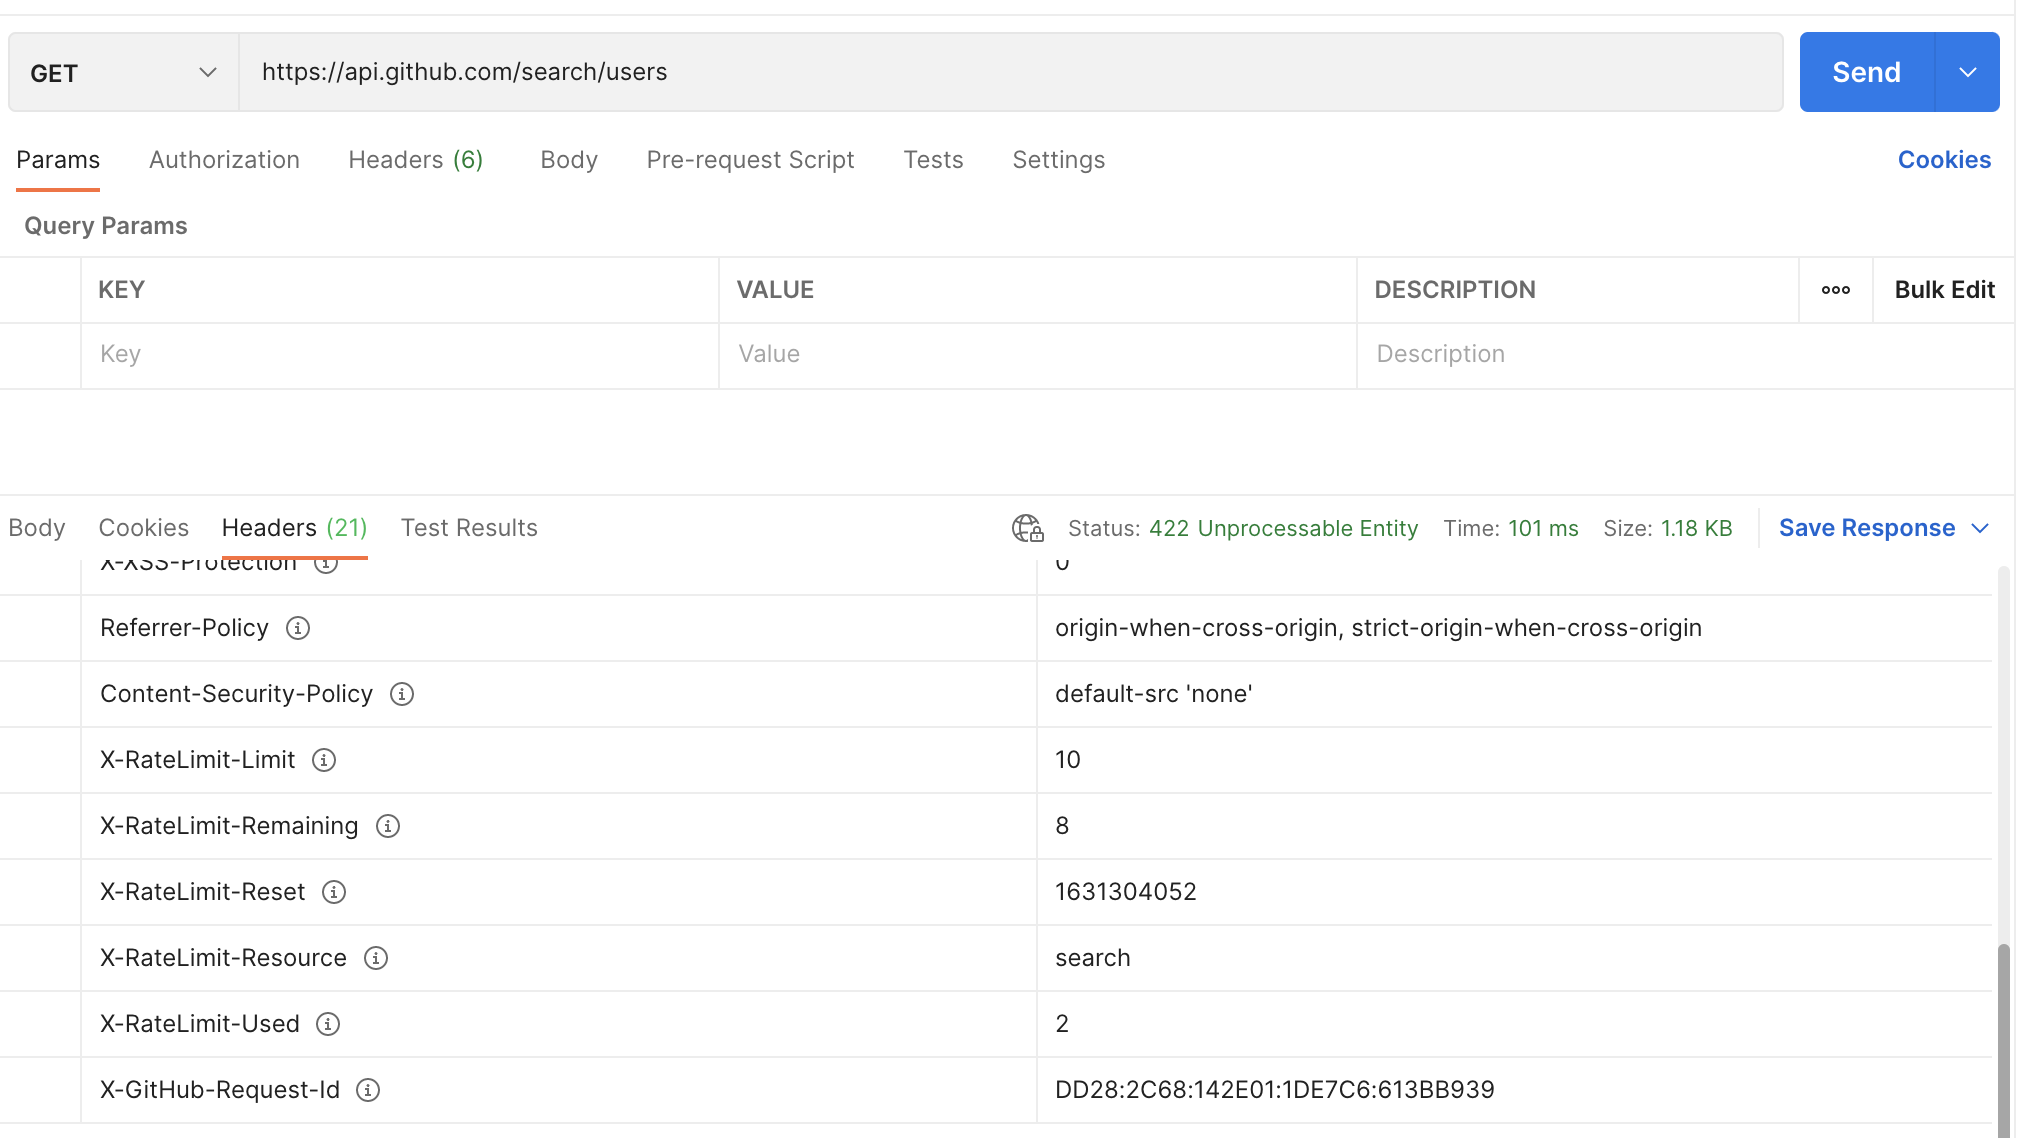 GET https://api.github.com/search/users Send
Params Authorization Headers (6) Body Pre-request Script Tests Settings Cookies
Query Params
KEY VALUE DESCRIPTION Bulk Edit
Key Value Description
Body Cookies Headers (21) Test Results Status: 422 Unprocessable Entity Time: 101 ms Size: 1.18 KB Save Response
X-XSS-Protection 0
Referrer-Policy origin-when-cross-origin, strict-origin-when-cross-origin
Content-Security-Policy default-src 'none'
X-RateLimit-Limit 10
X-RateLimit-Remaining 8
X-RateLimit-Reset 1631304052
X-RateLimit-Resource search
X-RateLimit-Used 2
X-GitHub-Request-Id DD28:2C68:142E01:1DE7C6:613BB939